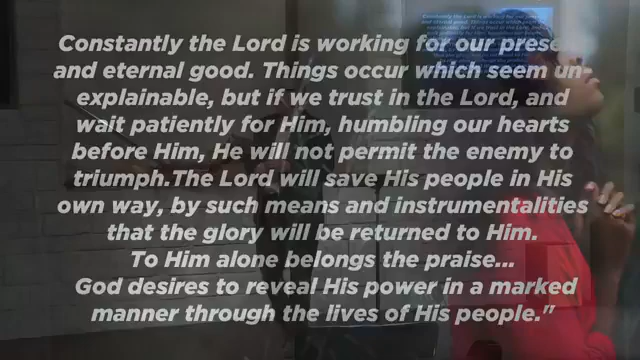 Constantly the Lord is working for our prese
and eternal good. Things occur which seem un-
explainable, but if we trust in the Lord, and
wait patiently for Him, humbling our hearts
before Him, He will not permit the enemy to
triumph.The Lord will save His people in His
own way, by such means and instrumentalities
that the glory will be returned to Him.
To Him alone belongs the praise...
God desires to reveal His power in a marked
manner through the lives of His people."